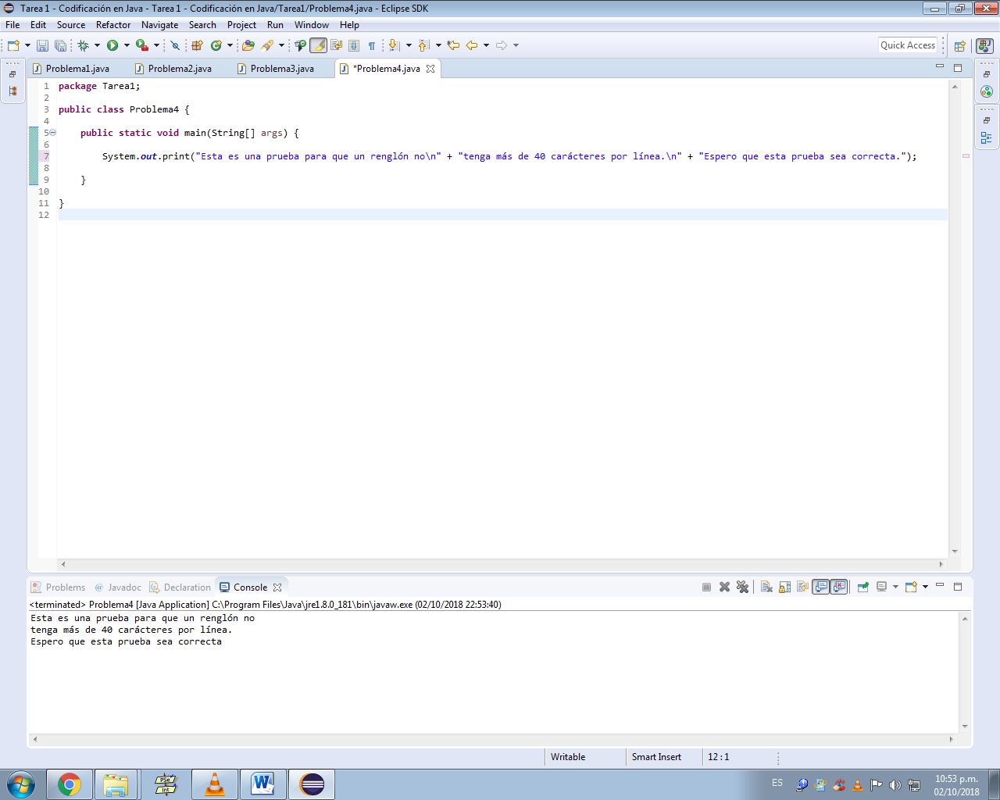 Tarea 1 - Codificación en Java - Tarea 1 - Codificación en Java/Tarea1/Problema4.java - Eclipse SDK
File Edit Source Refactor Navigate Search Project Run Window Help
Quick Access
Problema1.java Problema2.java Problema3.java *Problema4.java
1 package Tarea1;
2
3 public class Problema4 {
4
5 public static void main(String[] args) {
6
7 System.out.print("Esta es una prueba para que un renglón no\n" + "tenga más de 40 carácteres por línea.\n" + "Espero que esta prueba sea correcta.");
8
9 }
10
11 }
12
Problems @ Javadoc Declaration Console
<terminated> Problema4 [Java Application] C:\Program Files\Java\jre1.8.0_181\bin\javaw.exe (02/10/2018 22:53:40)
Esta es una prueba para que un renglón no
tenga más de 40 carácteres por línea.
Espero que esta prueba sea correcta
Writable Smart Insert 12 : 1
PSe
Int
ES
10:53 p.m.
02/10/2018